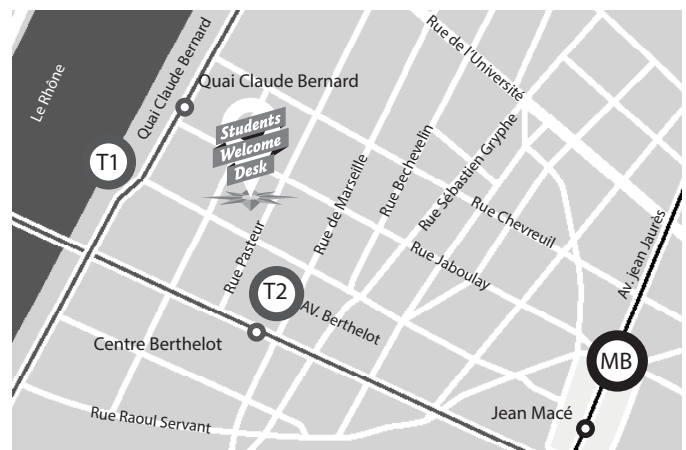 Le Rhône
Quai Claude Bernard
Quai Claude Bernard
Rue de l'Université
Students
Welcome
Desk
T1
Rue de Marseille
Rue Bechevelin
Rue Sébastien Gryphe
Rue Chevreuil
Rue Pasteur
Rue Jaboulay
Av. jean Jaurès
T2
AV. Berthelot
Centre Berthelot
MB
Rue Raoul Servant
Jean Macé